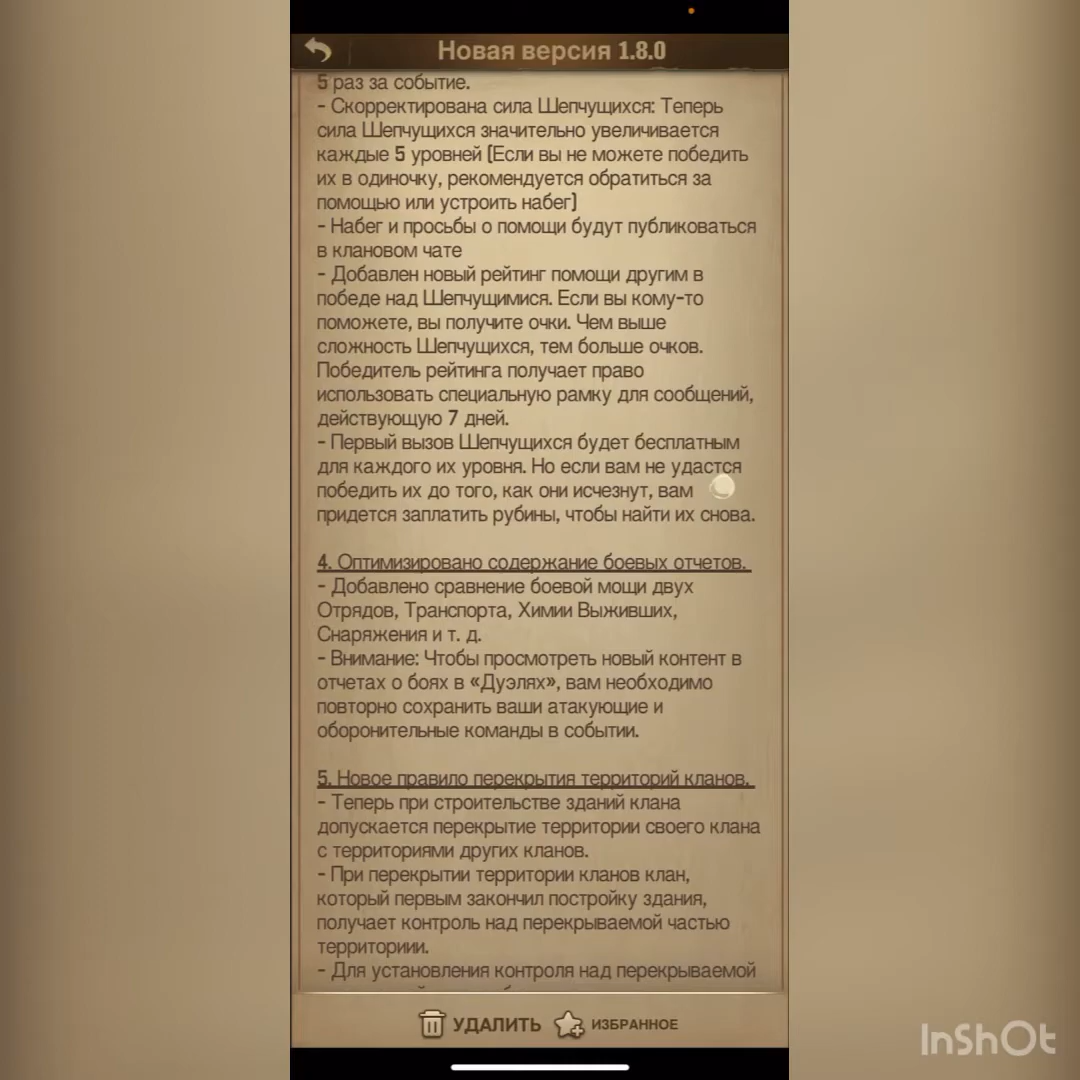 Новая версия 1.8.0
5 раз за событие.
- Скорректирована сила Шепчущихся: Теперь
сила Шепчущихся значительно увеличивается
каждые 5 уровней (Если вы не можете победить
их в одиночку, рекомендуется обратиться за
помощью или устроить набег)
- Набег и просьбы о помощи будут публиковаться
в клановом чате
- Добавлен новый рейтинг помощи другим в
победе над Шепчущимися. Если вы кому-то
поможете, вы получите очки. Чем выше
сложность Шепчущихся, тем больше очков.
Победитель рейтинга получает право
использовать специальную рамку для сообщений,
действующую 7 дней.
- Первый вызов Шепчущихся будет бесплатным
для каждого их уровня. Но если вам не удастся
победить их до того, как они исчезнут, вам
придется заплатить рубины, чтобы найти их снова.
4. Оптимизировано содержание боевых отчетов.
- Добавлено сравнение боевой мощи двух
Отрядов, Транспорта, Химии Выживших,
Снаряжения и т. д.
- Внимание: Чтобы просмотреть новый контент в
отчетах о боях в «Дуэлях», вам необходимо
повторно сохранить ваши атакующие и
оборонительные команды в событии.
5. Новое правило перекрытия территорий кланов.
- Теперь при строительстве зданий клана
допускается перекрытие территории своего клана
с территориями других кланов.
- При перекрытии территории кланов клан,
который первым закончил постройку здания,
получает контроль над перекрываемой частью
территориии.
- Для установления контроля над перекрываемой
УДАЛИТЬ ИЗБРАННОЕ
InShOt